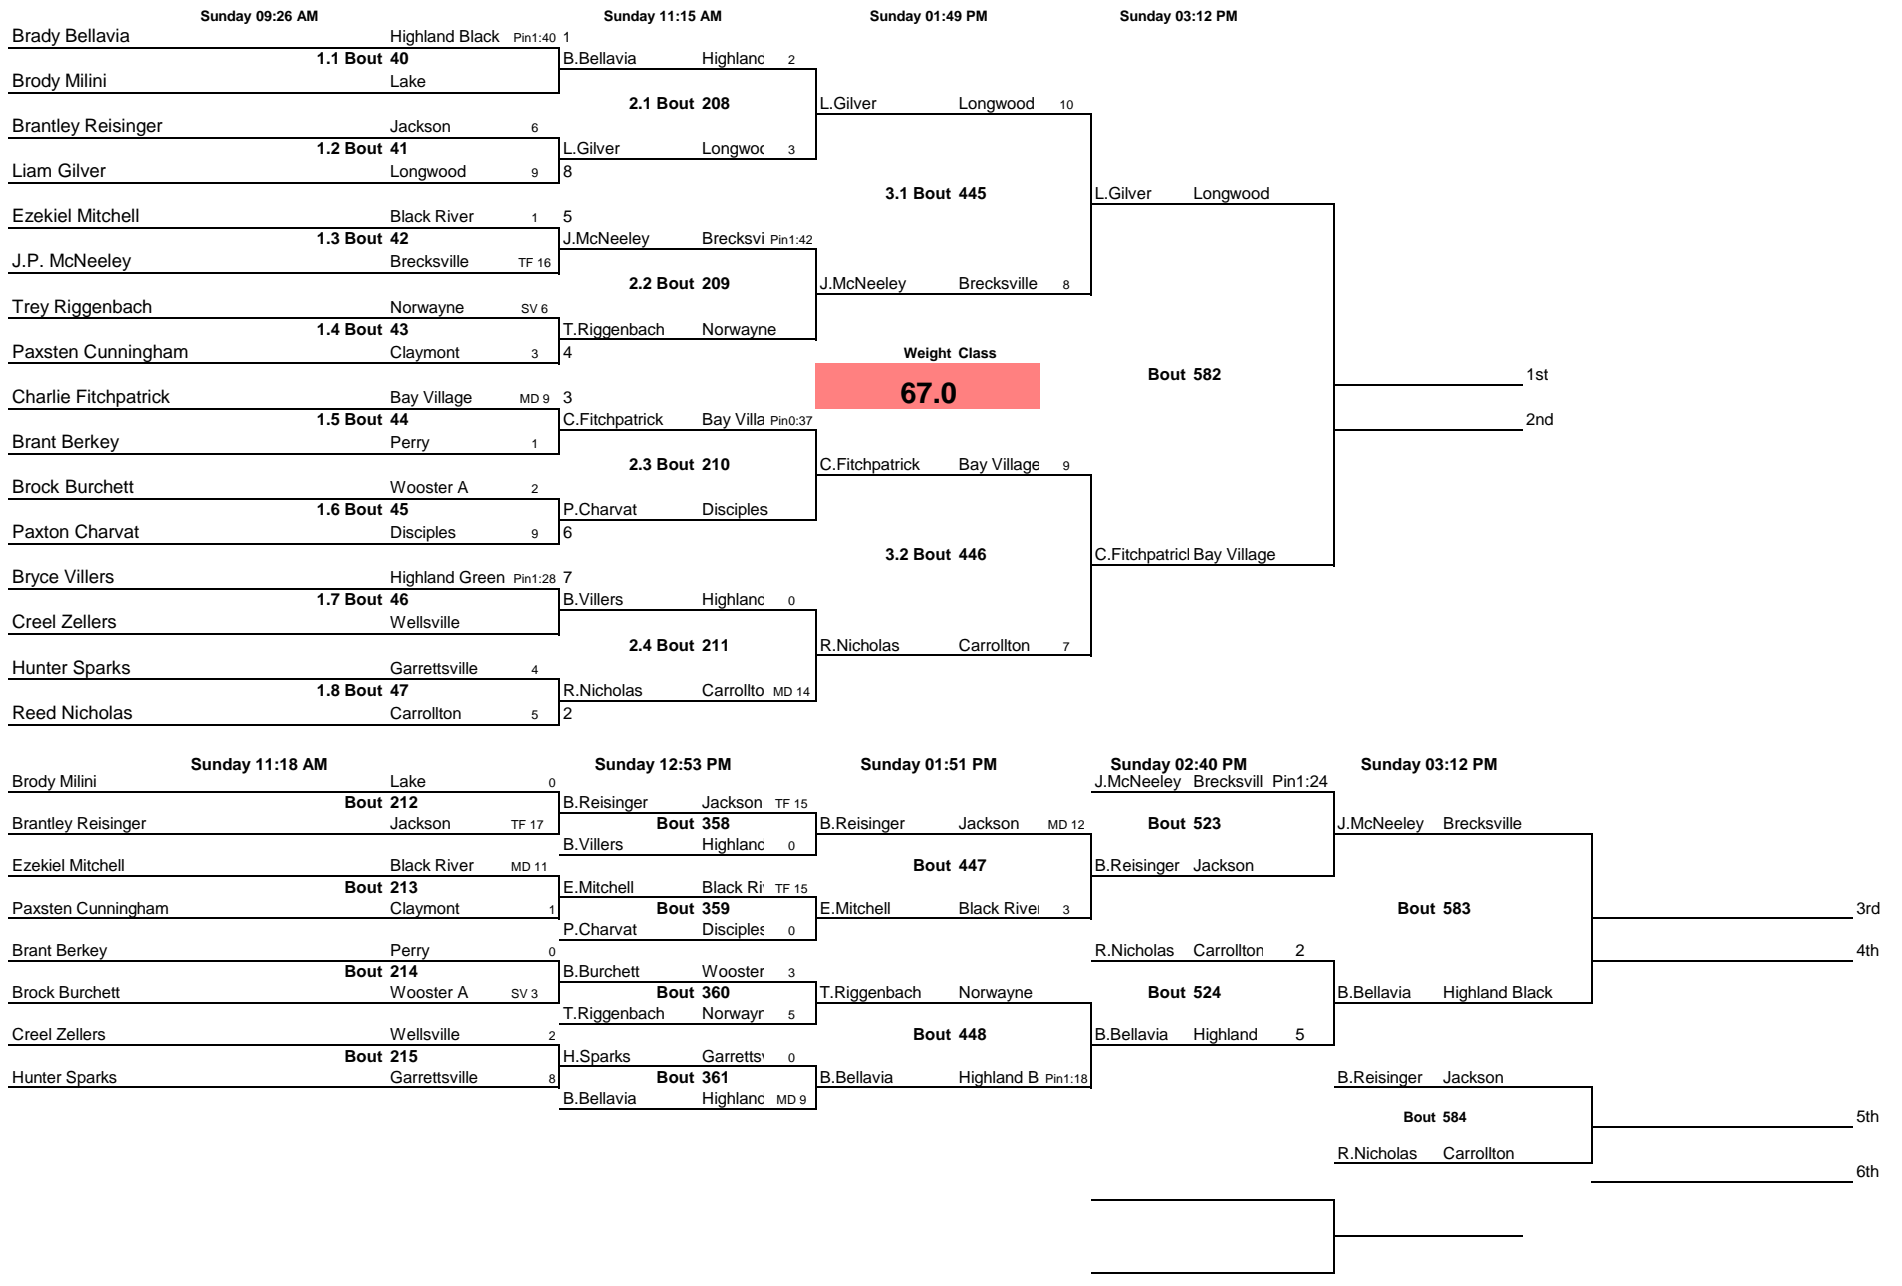 Sunday 09:26 AM Sunday 11:15 AM Sunday 01:49 PM Sunday 03:12 PM
Brady Bellavia Highland Black Pin1:40 1
1.1 Bout 40 B.Bellavia Highland 2
Brody Milini Lake
2.1 Bout 208 L.Gilver Longwood 10
Brantley Reisinger Jackson 6
1.2 Bout 41 L.Gilver Longwoo 3
Liam Gilver Longwood 9 8
3.1 Bout 445 L.Gilver Longwood
Ezekiel Mitchell Black River 1 5
1.3 Bout 42 J.McNeeley Brecksvi Pin1:42
J.P. McNeeley Brecksville TF 16
2.2 Bout 209 J.McNeeley Brecksville 8
Trey Riggenbach Norwayne SV 6
1.4 Bout 43 T.Riggenbach Norwayne
Paxsten Cunningham Claymont 3 4 Weight Class
Bout 582 1st
Charlie Fitchpatrick Bay Village MD 9 3 67.0
1.5 Bout 44 C.Fitchpatrick Bay Villa Pin0:37 2nd
Brant Berkey Perry 1
2.3 Bout 210 C.Fitchpatrick Bay Village 9
Brock Burchett Wooster A 2
1.6 Bout 45 P.Charvat Disciples
Paxton Charvat Disciples 9 6
3.2 Bout 446 C.Fitchpatricl Bay Village
Bryce Villers Highland Green Pin1:28 7
1.7 Bout 46 B.Villers Highland 0
Creel Zellers Wellsville
2.4 Bout 211 R.Nicholas Carrollton 7
Hunter Sparks Garrettsville 4
1.8 Bout 47 R.Nicholas Carrollto MD 14
Reed Nicholas Carrollton 5 2
Sunday 11:18 AM Sunday 12:53 PM Sunday 01:51 PM Sunday 02:40 PM Sunday 03:12 PM
Brody Milini Lake 0 J.McNeeley Brecksvill Pin1:24
Bout 212 B.Reisinger Jackson TF 15
Brantley Reisinger Jackson TF 17 Bout 358 B.Reisinger Jackson MD 12 Bout 523 J.McNeeley Brecksville
B.Villers Highland 0
Ezekiel Mitchell Black River MD 11 Bout 447 B.Reisinger Jackson
Bout 213 E.Mitchell Black Ri TF 15
Paxsten Cunningham Claymont 1 Bout 359 E.Mitchell Black River 3 Bout 583 3rd
P.Charvat Disciples 0
Brant Berkey Perry 0 R.Nicholas Carrollton 2 4th
Bout 214 B.Burchett Wooster 3
Brock Burchett Wooster A SV 3 Bout 360 T.Riggenbach Norwayne Bout 524 B.Bellavia Highland Black
T.Riggenbach Norwayr 5
Creel Zellers Wellsville 2 Bout 448 B.Bellavia Highland 5
Bout 215 H.Sparks Garretts 0
Hunter Sparks Garrettsville 8 Bout 361 B.Bellavia Highland B Pin1:18 B.Reisinger Jackson
B.Bellavia Highland MD 9
Bout 584 5th
R.Nicholas Carrollton
6th